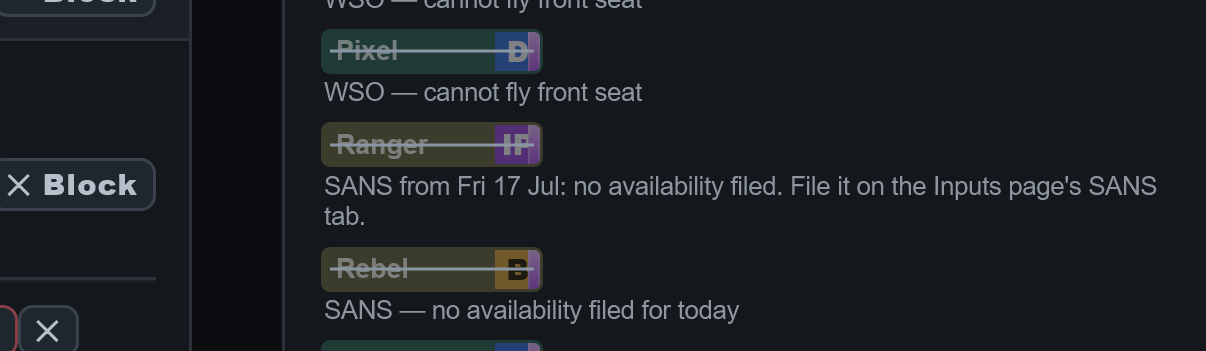 Block
WSO — cannot fly front seat
Pixel D
WSO — cannot fly front seat
Ranger IP
Block
SANS from Fri 17 Jul: no availability filed. File it on the Inputs page's SANS
tab.
Rebel B
SANS — no availability filed for today